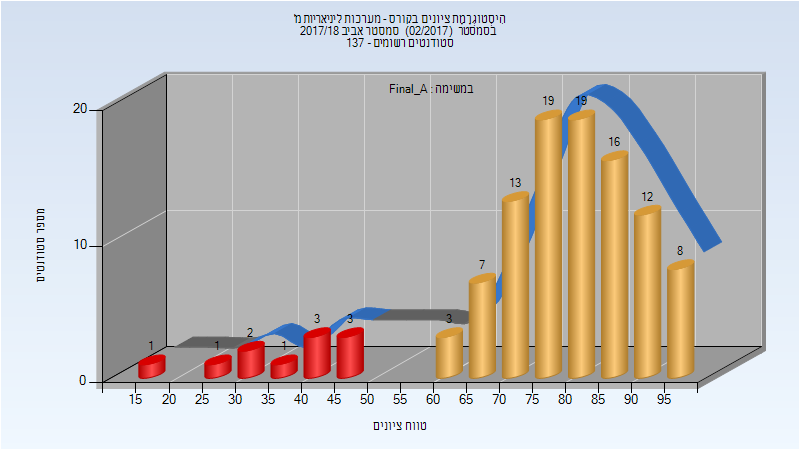 היסטוגרמת ציונים בקורס - מערכות ליניאריות מ'
בסמסטר (02/2017) סמסטר אביב 2017/18
סטודנטים רשומים - 137
במשימה : Final_A
מספר סטודנטים
20
10
0
1
1
2
1
3
3
3
7
13
19
19
16
12
8
15 20 25 30 35 40 45 50 55 60 65 70 75 80 85 90 95
טווח ציונים